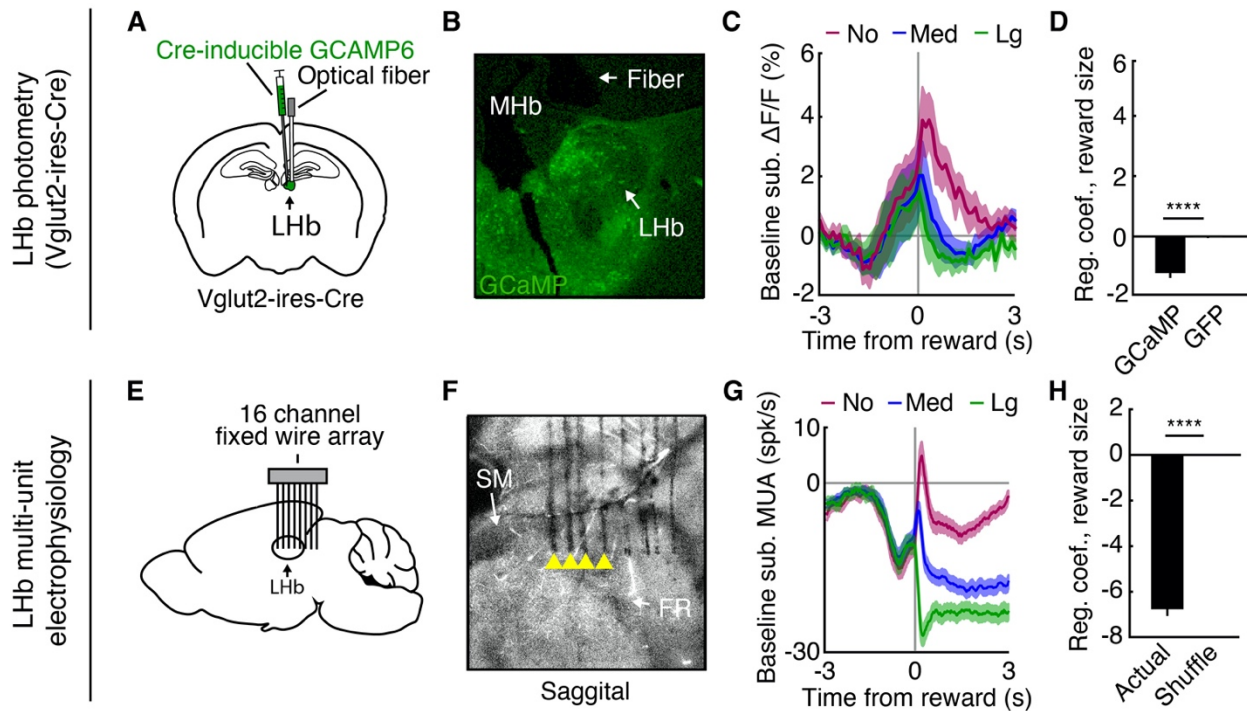 LHb photometry
(Vglut2-ires-Cre)
A
Cre-inducible GCAMP6
Optical fiber
LHb
Vglut2-ires-Cre
B
Fiber
MHb
LHb
GCaMP
C
No Med Lg
Baseline sub. ΔF/F (%)
6
4
2
0
-2
-3 0 3
Time from reward (s)
D
Reg. coef., reward size
6
4
2
0
-2
****
GCaMP
GFP
LHb multi-unit
electrophysiology
E
16 channel
fixed wire array
LHb
F
SM
FR
Saggital
G
No Med Lg
Baseline sub. MUA (spk/s)
10
0
-30
-3 0 3
Time from reward (s)
H
Reg. coef., reward size
2
0
-2
-4
-6
-8
****
Actual
Shuffle